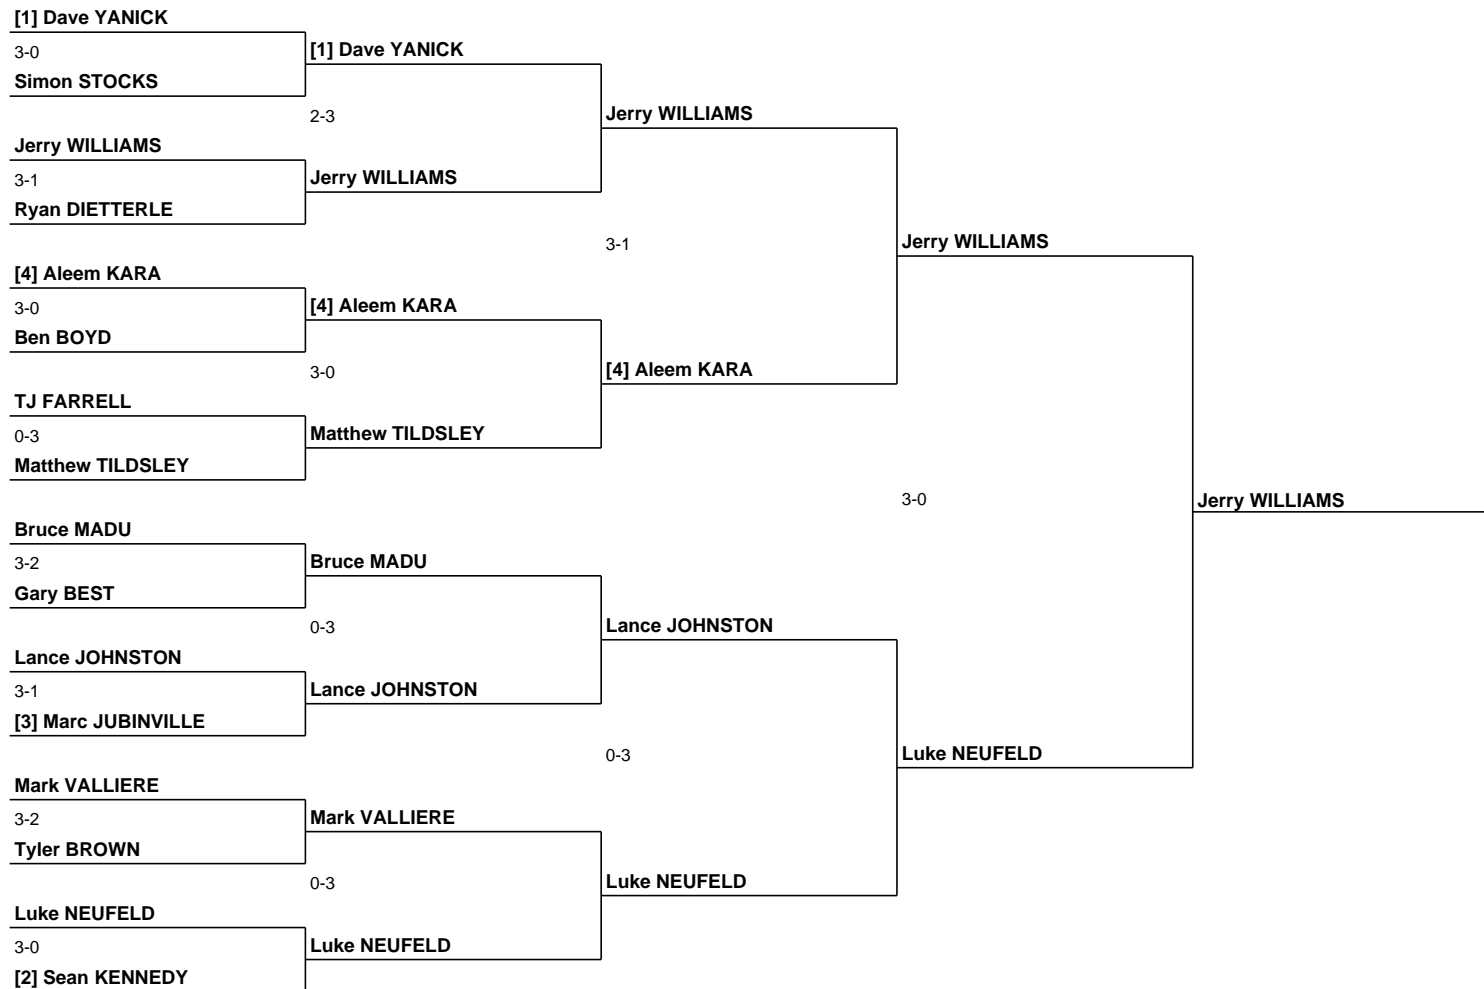 [1] Dave YANICK
3-0
[1] Dave YANICK
Simon STOCKS
2-3
Jerry WILLIAMS
Jerry WILLIAMS
3-1
Jerry WILLIAMS
Ryan DIETTERLE
3-1
Jerry WILLIAMS
[4] Aleem KARA
3-0
[4] Aleem KARA
Ben BOYD
3-0
[4] Aleem KARA
TJ FARRELL
0-3
Matthew TILDSLEY
Matthew TILDSLEY
3-0
Jerry WILLIAMS
Bruce MADU
3-2
Bruce MADU
Gary BEST
0-3
Lance JOHNSTON
Lance JOHNSTON
3-1
Lance JOHNSTON
[3] Marc JUBINVILLE
0-3
Luke NEUFELD
Mark VALLIERE
3-2
Mark VALLIERE
Tyler BROWN
0-3
Luke NEUFELD
Luke NEUFELD
3-0
Luke NEUFELD
[2] Sean KENNEDY